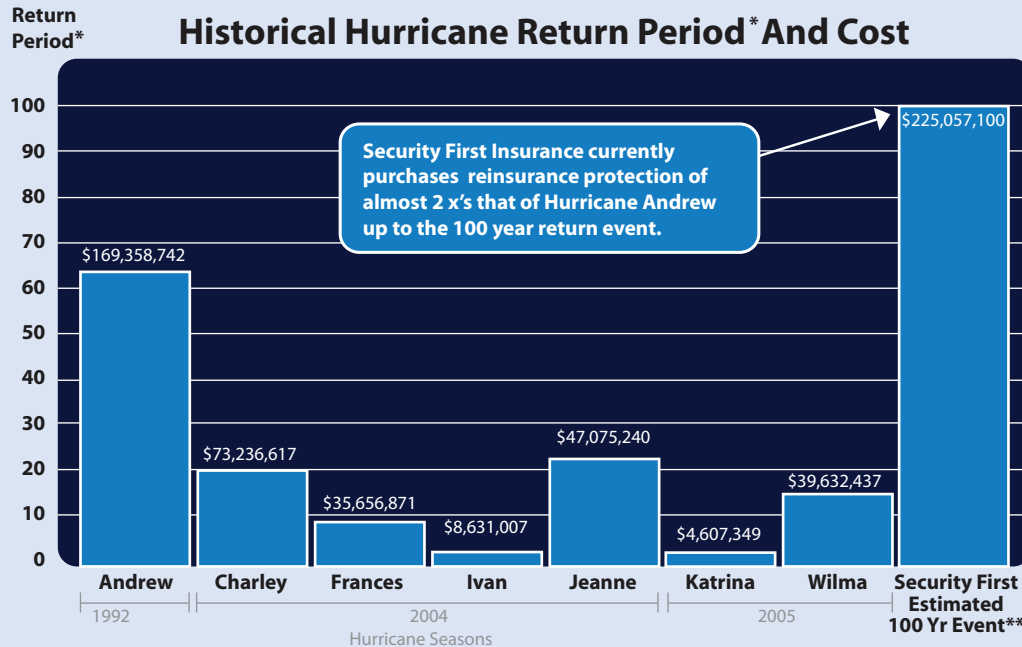 Return
Period*
Historical Hurricane Return Period* And Cost
100
90
80
70
60
50
40
30
20
10
0
$225,057,100
Security First Insurance currently
purchases reinsurance protection of
almost 2 x's that of Hurricane Andrew
up to the 100 year return event.
$169,358,742
$73,236,617
$35,656,871
$8,631,007
$47,075,240
$4,607,349
$39,632,437
Andrew Charley Frances Ivan Jeanne Katrina Wilma Security First
Estimated
100 Yr Event**
1992 2004 2005
Hurricane Seasons